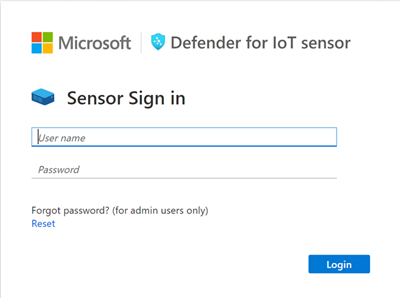 Microsoft Defender for IoT sensor
Sensor Sign in
User name
Password
Forgot password? (for admin users only)
Reset
Login